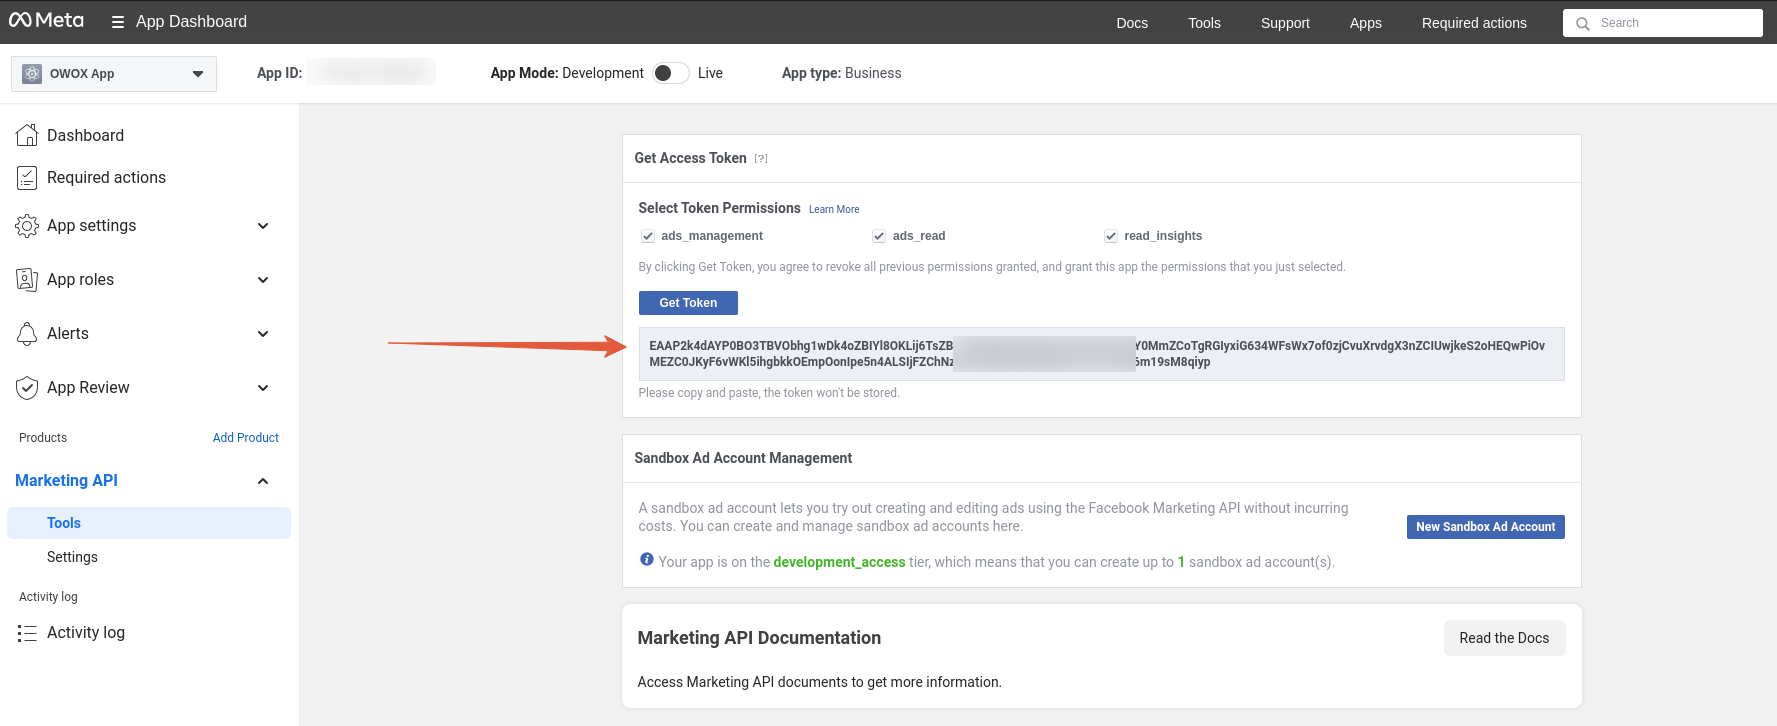 Meta
App Dashboard
Docs
Tools
Support
Apps
Required actions
Search
OWOX App
App ID:
App Mode: Development
Live
App type: Business
Dashboard
Required actions
App settings
App roles
Alerts
App Review
Products
Add Product
Marketing API
Tools
Settings
Activity log
Activity log
Get Access Token [?]
Select Token Permissions Learn More
ads_management
ads_read
read_insights
By clicking Get Token, you agree to revoke all previous permissions granted, and grant this app the permissions that you just selected.
Get Token
Please copy and paste, the token won't be stored.
Sandbox Ad Account Management
A sandbox ad account lets you try out creating and editing ads using the Facebook Marketing API without incurring
costs. You can create and manage sandbox ad accounts here.
New Sandbox Ad Account
Your app is on the development_access tier, which means that you can create up to 1 sandbox ad account(s).
Marketing API Documentation
Read the Docs
Access Marketing API documents to get more information.